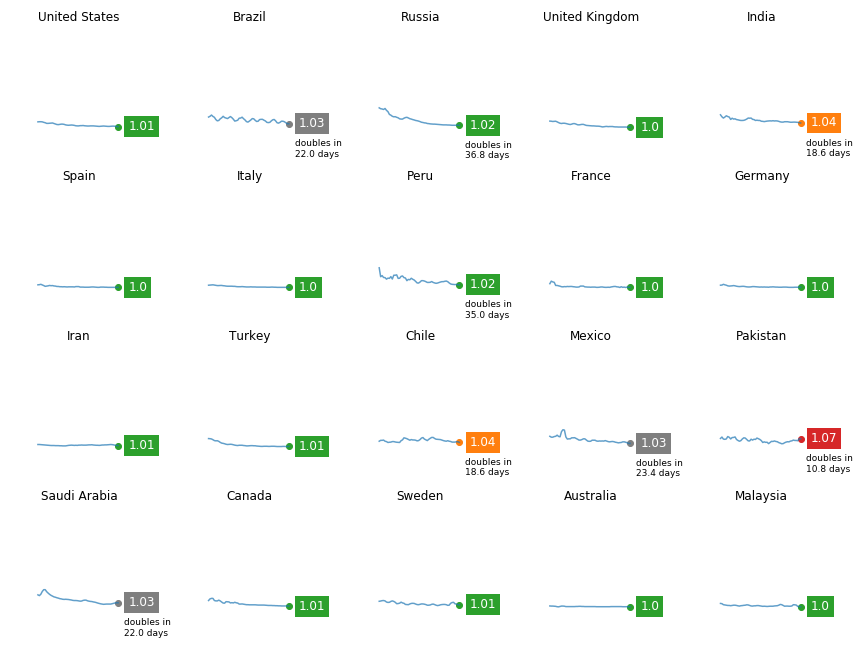 United States
Brazil
Russia
United Kingdom
India
1.01
1.03
doubles in
22.0 days
1.02
doubles in
36.8 days
1.0
1.04
doubles in
18.6 days
Spain
Italy
Peru
France
Germany
1.0
1.0
1.02
doubles in
35.0 days
1.0
1.0
Iran
Turkey
Chile
Mexico
Pakistan
1.01
1.01
1.04
doubles in
18.6 days
1.03
doubles in
23.4 days
1.07
doubles in
10.8 days
Saudi Arabia
Canada
Sweden
Australia
Malaysia
1.03
doubles in
22.0 days
1.01
1.01
1.0
1.0